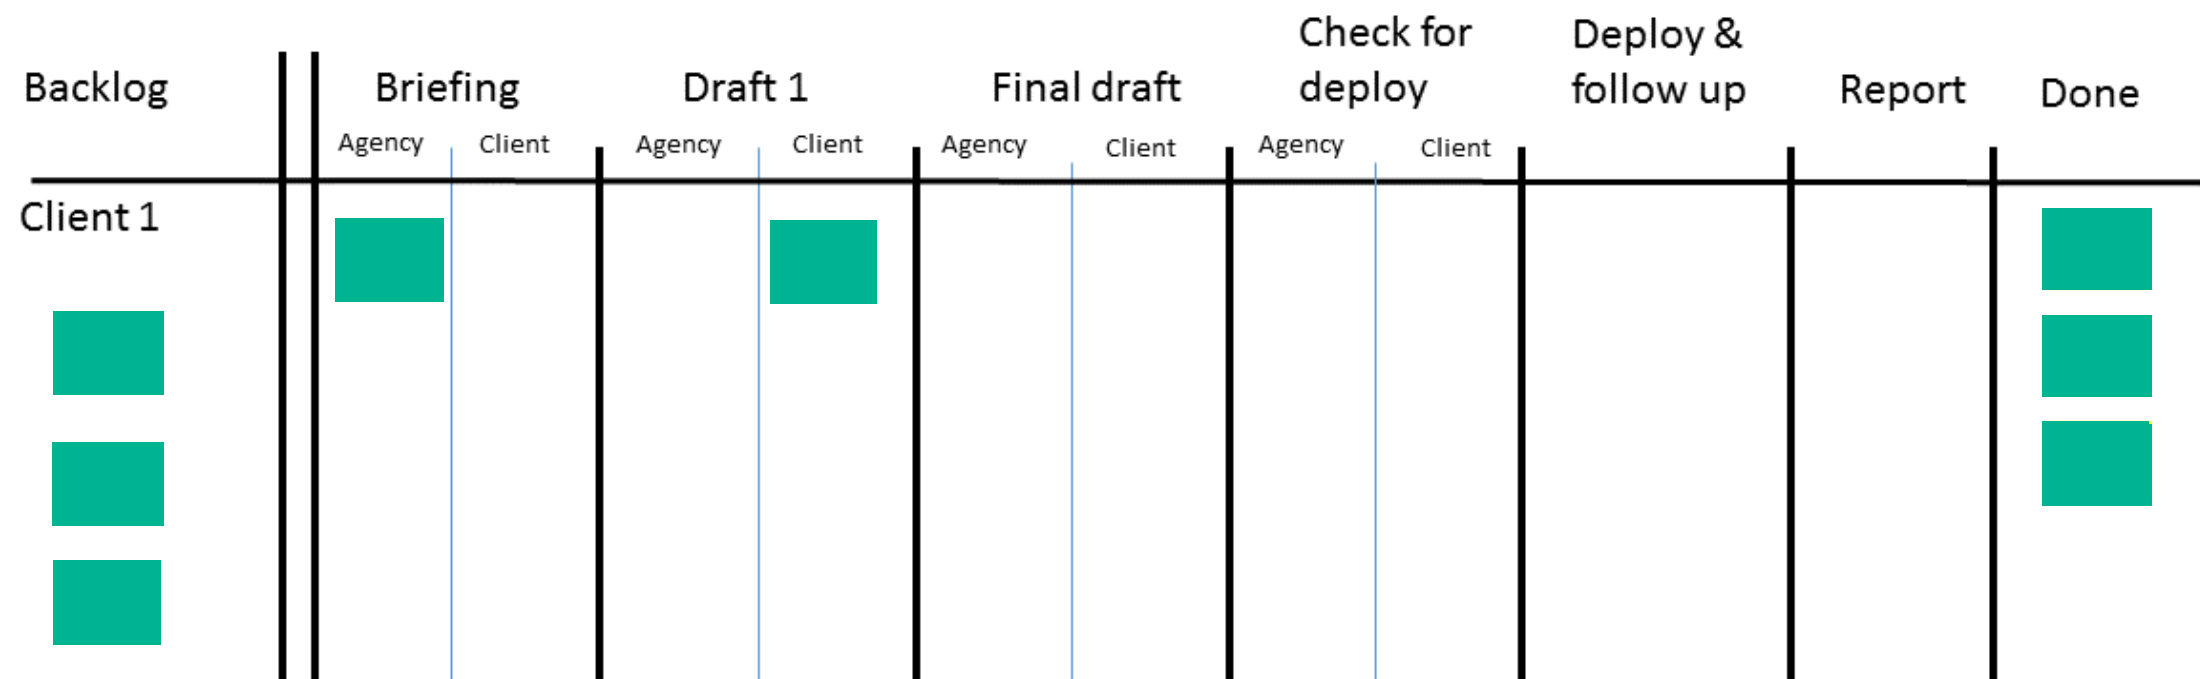 Backlog
Briefing
Draft 1
Final draft
Check for
deploy
Deploy &
follow up
Report
Done
Agency
Client
Agency
Client
Agency
Client
Agency
Client
Client 1